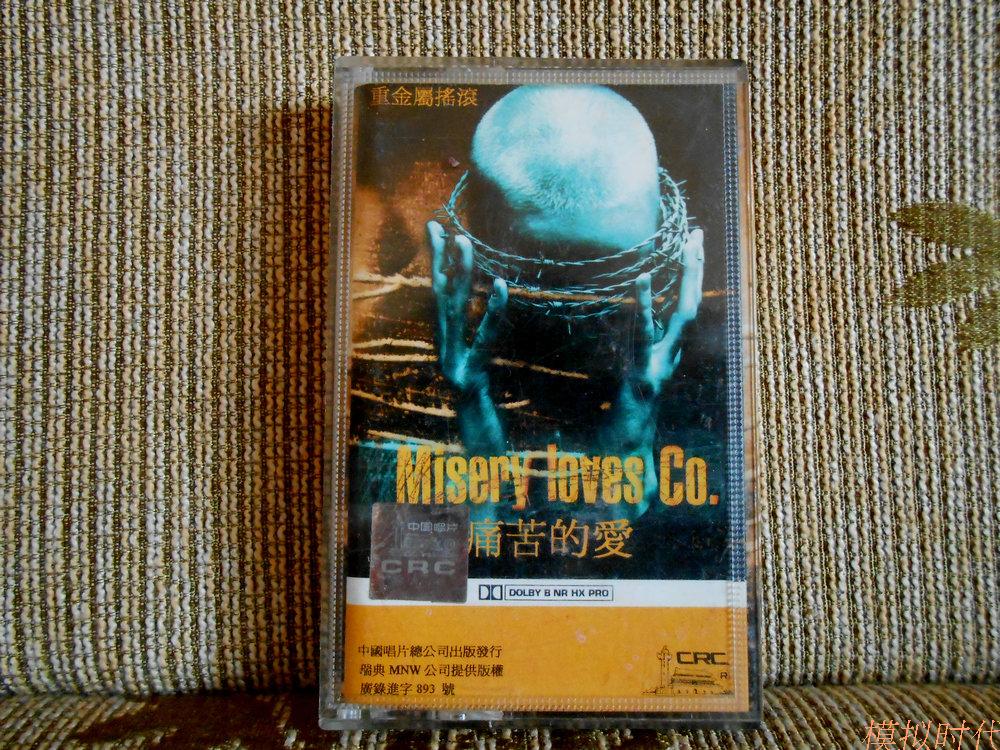 重金屬搖滾
Misery loves Co.
中国唱片
CRC
痛苦的愛
DOLBY B NR HX PRO
中國唱片總公司出版發行
瑞典 MNW 公司提供版權
廣錄進字 893 號
CRC
R
模拟时代